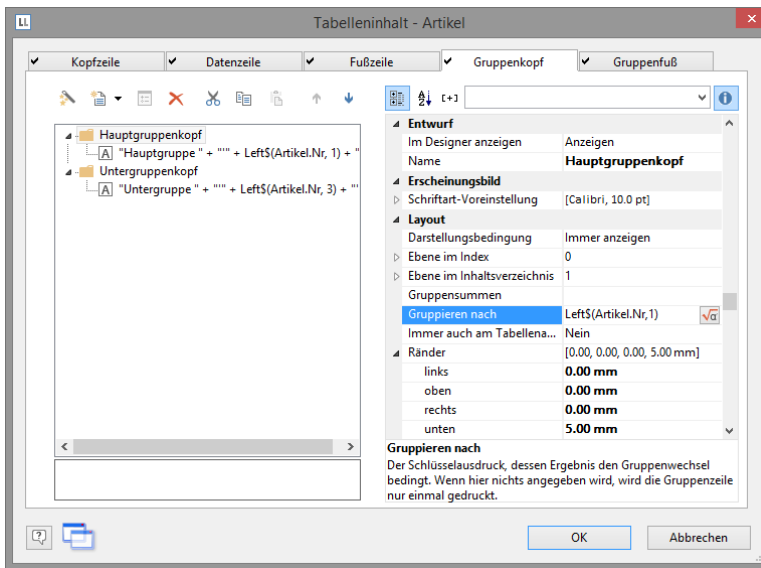 LL Tabelleninhalt - Artikel
Kopfzeile Datenzeile Fußzeile Gruppenkopf Gruppenfuß
Hauptgruppenkopf
"Hauptgruppe " + "'" + Left$(Artikel.Nr, 1) + "
Untergruppenkopf
"Untergruppe " + "'" + Left$(Artikel.Nr, 3) + "'
Entwurf
Im Designer anzeigen Anzeigen
Name Hauptgruppenkopf
Erscheinungsbild
Schriftart-Voreinstellung [Calibri, 10.0 pt]
Layout
Darstellungsbedingung Immer anzeigen
Ebene im Index 0
Ebene im Inhaltsverzeichnis 1
Gruppensummen
Gruppieren nach Left$(Artikel.Nr,1)
Immer auch am Tabellena... Nein
Ränder [0.00, 0.00, 0.00, 5.00 mm]
links 0.00 mm
oben 0.00 mm
rechts 0.00 mm
unten 5.00 mm
Gruppieren nach
Der Schlüsselausdruck, dessen Ergebnis den Gruppenwechsel
bedingt. Wenn hier nichts angegeben wird, wird die Gruppenzeile
nur einmal gedruckt.
OK Abbrechen